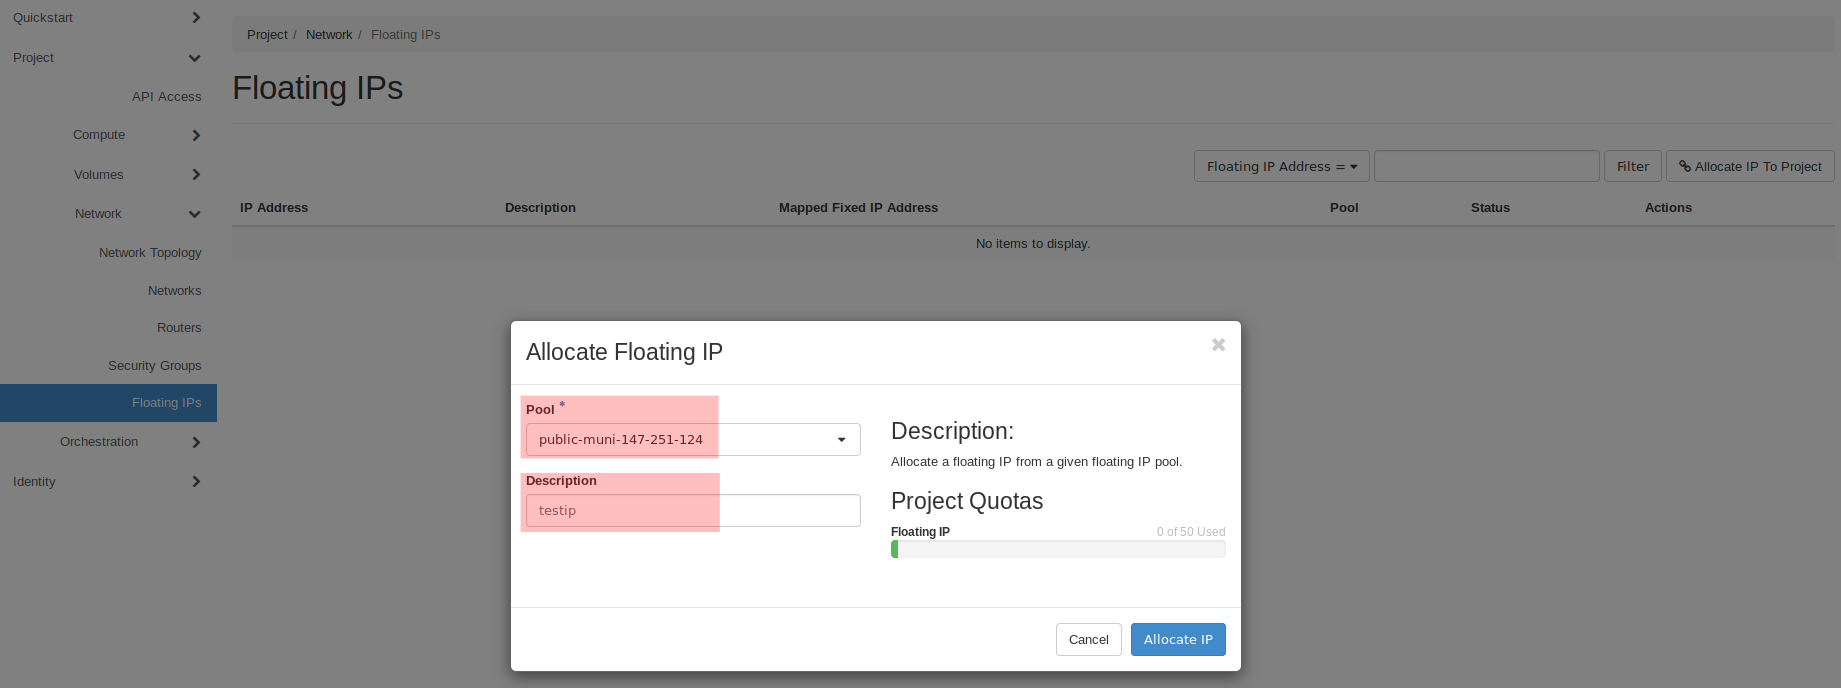 Quickstart
Project
API Access
Compute
Volumes
Network
Network Topology
Networks
Routers
Security Groups
Floating IPs
Orchestration
Identity
Project / Network / Floating IPs
Floating IPs
Floating IP Address = Filter Allocate IP To Project
IP Address Description Mapped Fixed IP Address Pool Status Actions
No items to display.
Allocate Floating IP
Pool *
public-muni-147-251-124
Description
testip
Description:
Allocate a floating IP from a given floating IP pool.
Project Quotas
Floating IP 0 of 50 Used
Cancel Allocate IP